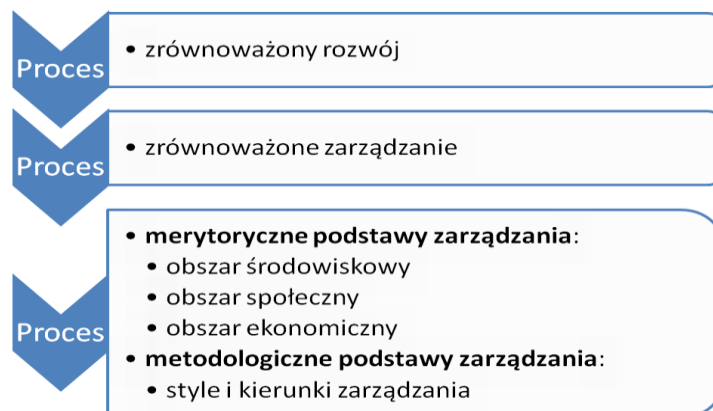 Proces
• zrównoważony rozwój
Proces
• zrównoważone zarządzanie
Proces
• merytoryczne podstawy zarządzania:
• obszar środowiskowy
• obszar społeczny
• obszar ekonomiczny
• metodologiczne podstawy zarządzania:
• style i kierunki zarządzania